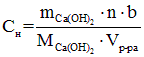 Cн = mCa(OH)2 · n · b
MCa(OH)2 · Vр-ра